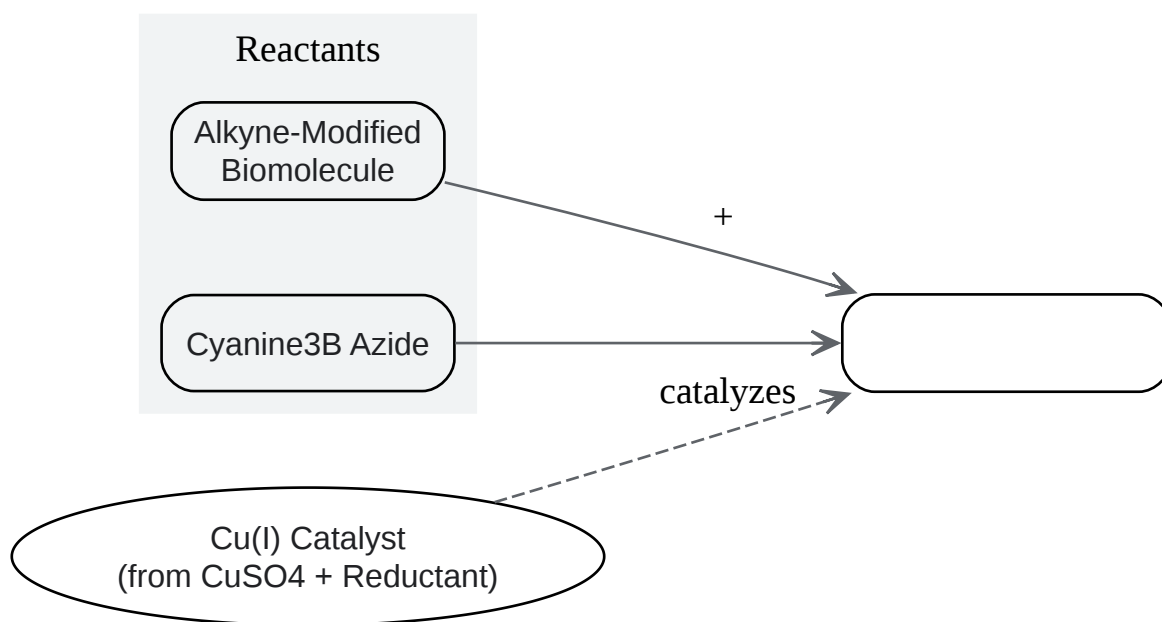 Reactants
Alkyne-Modified
Biomolecule
+
Cyanine3B Azide
catalyzes
Cu(I) Catalyst
(from CuSO4 + Reductant)